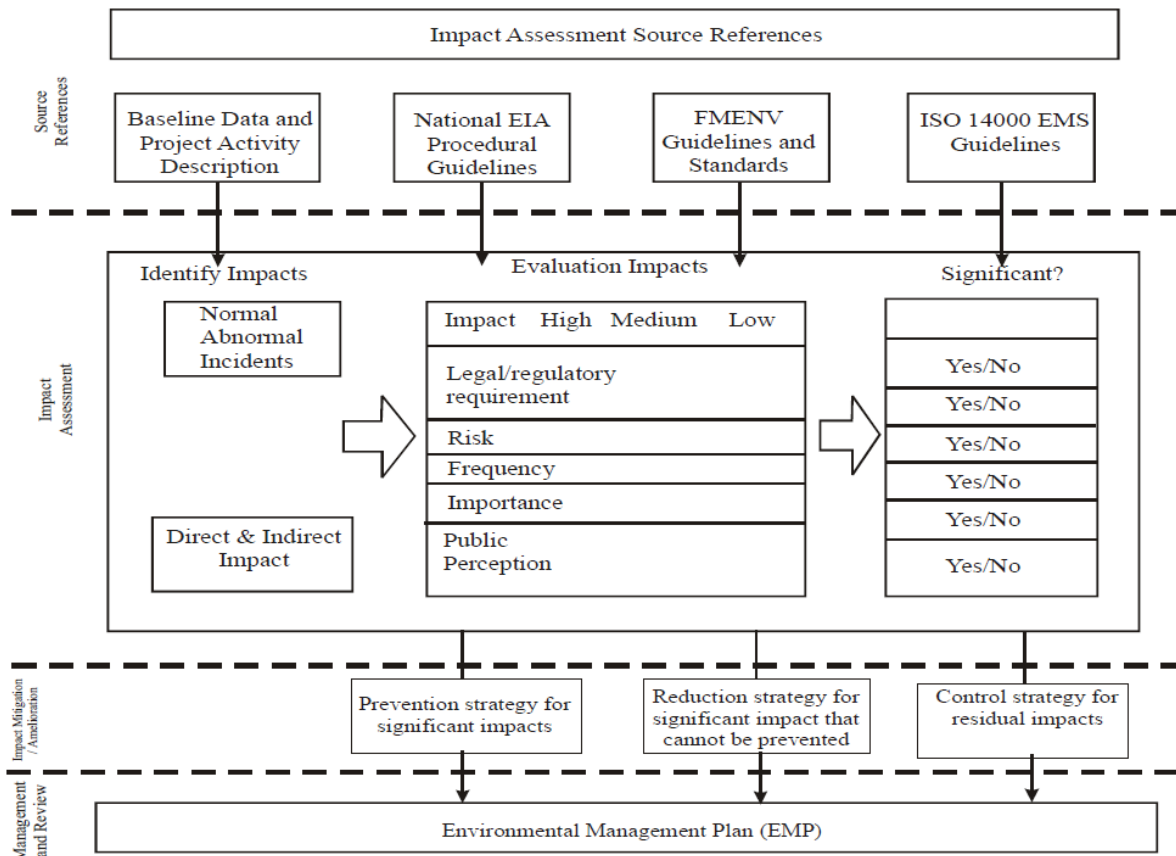 Impact Assessment Source References
Source
References
Baseline Data and
Project Activity
Description
National EIA
Procedural
Guidelines
FMENV
Guidelines and
Standards
ISO 14000 EMS
Guidelines
Impact
Assessment
Identify Impacts
Normal
Abnormal
Incidents
Direct & Indirect
Impact
Evaluation Impacts
Impact High Medium Low
Legal/regulatory
requirement
Risk
Frequency
Importance
Public
Perception
Significant?
Yes/No
Yes/No
Yes/No
Yes/No
Yes/No
Yes/No
Impact Mitigation
/ Amelioration
Prevention strategy for
significant impacts
Reduction strategy for
significant impact that
cannot be prevented
Control strategy for
residual impacts
Management
and Review
Environmental Management Plan (EMP)